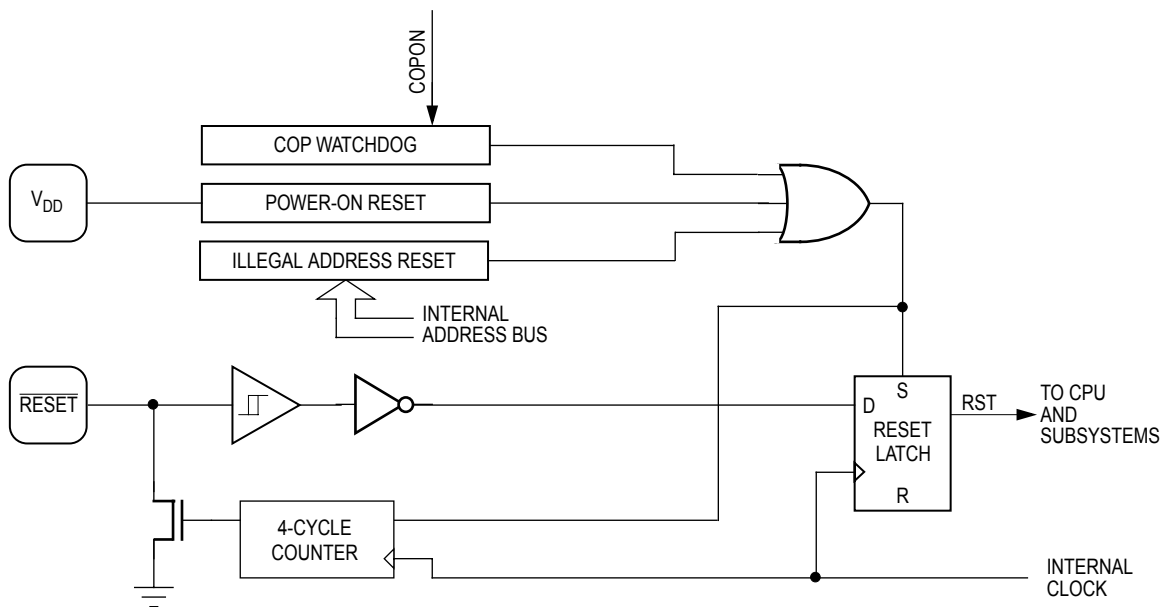 COPON
COP WATCHDOG
VDD
POWER-ON RESET
ILLEGAL ADDRESS RESET
INTERNAL
ADDRESS BUS
RESET
D
S
RESET
LATCH
R
RST
TO CPU
AND
SUBSYSTEMS
4-CYCLE
COUNTER
INTERNAL
CLOCK